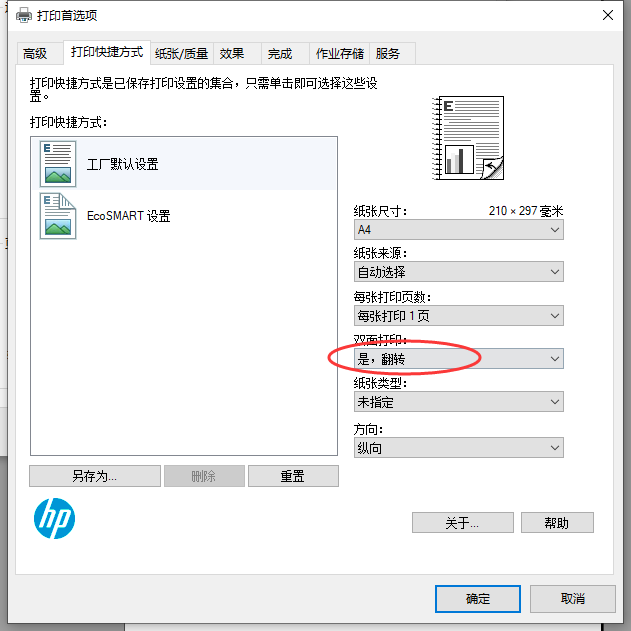 打印首选项
高级
打印快捷方式
纸张/质量
效果
完成
作业存储
服务
打印快捷方式是已保存打印设置的集合，只需单击即可选择这些设
置。
打印快捷方式：
E
工厂默认设置
E
EcoSMART 设置
E
纸张尺寸：
210 × 297 毫米
A4
纸张来源：
自动选择
每张打印页数：
每张打印 1 页
双面打印：
是，翻转
纸张类型：
未指定
方向：
纵向
另存为...
删除
重置
hp
关于...
帮助
确定
取消